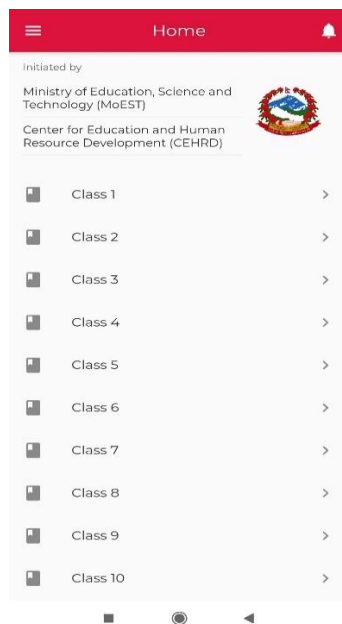 Home
Initiated by
Ministry of Education, Science and
Technology (MoEST)
Center for Education and Human
Resource Development (CEHRD)
Class 1
Class 2
Class 3
Class 4
Class 5
Class 6
Class 7
Class 8
Class 9
Class 10